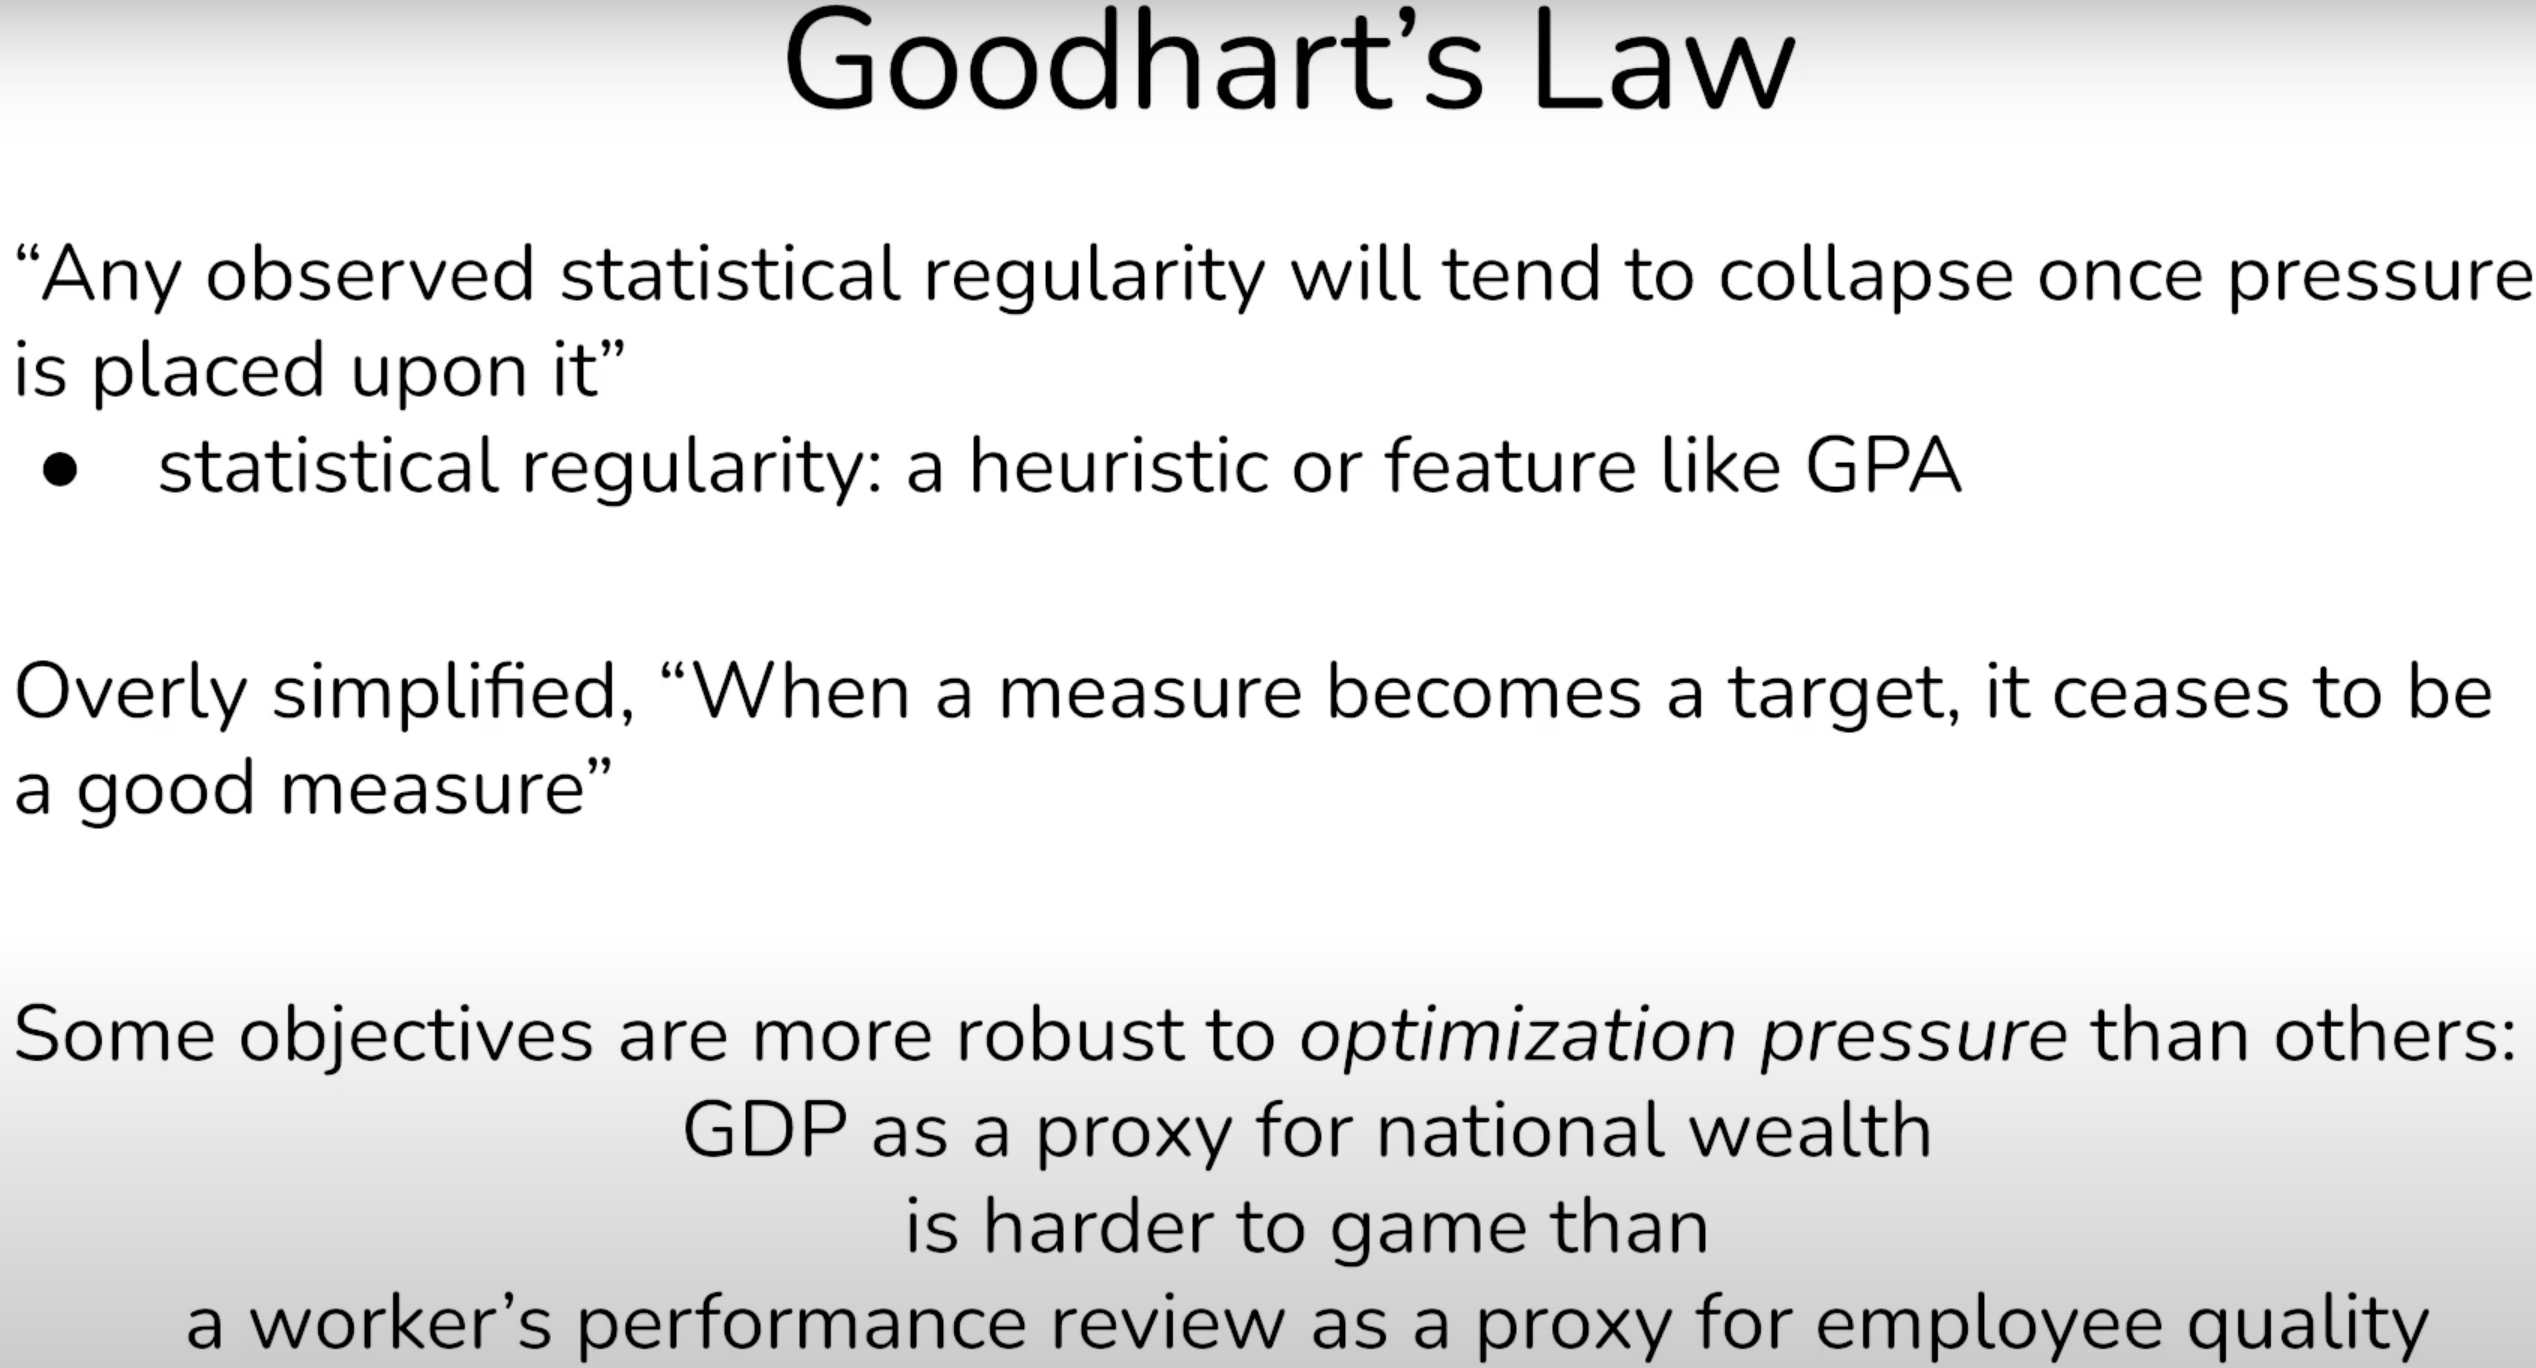 Goodhart’s Law
“Any observed statistical regularity will tend to collapse once pressure
is placed upon it”
● statistical regularity: a heuristic or feature like GPA
Overly simplified, “When a measure becomes a target, it ceases to be
a good measure”
Some objectives are more robust to optimization pressure than others:
GDP as a proxy for national wealth
is harder to game than
a worker’s performance review as a proxy for employee quality